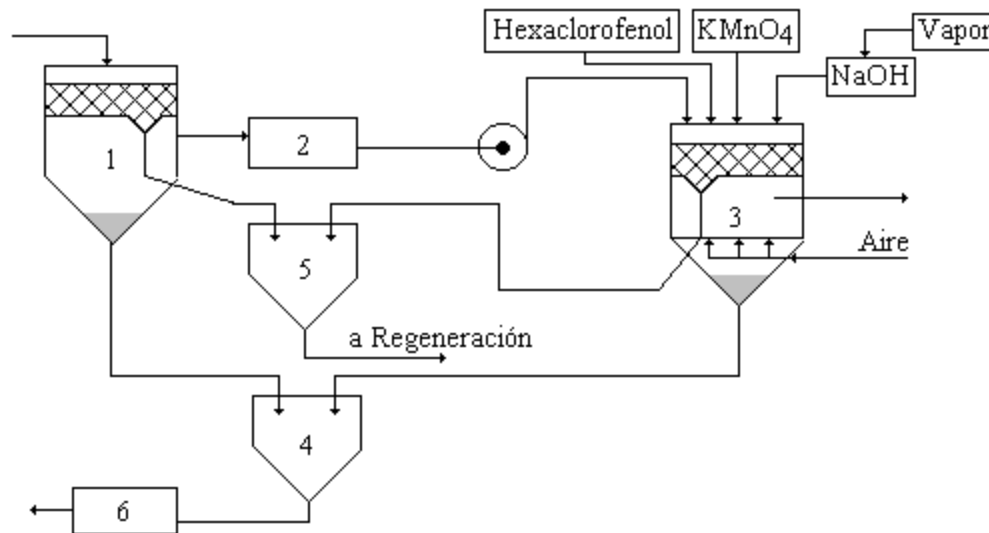 Hexaclorofenol
KMnO₄
Vapor
NaOH
1
2
3
Aire
5
a Regeneración
4
6